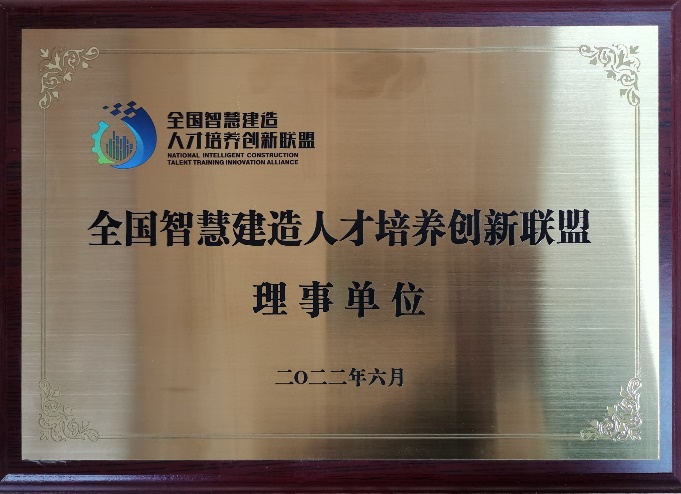 全国智慧建造
人才培养创新联盟
NATIONAL INTELLIGENT CONSTRUCTION
TALENT TRAINING INNOVATION ALLIANCE
全国智慧建造人才培养创新联盟
理事单位
二〇二二年六月